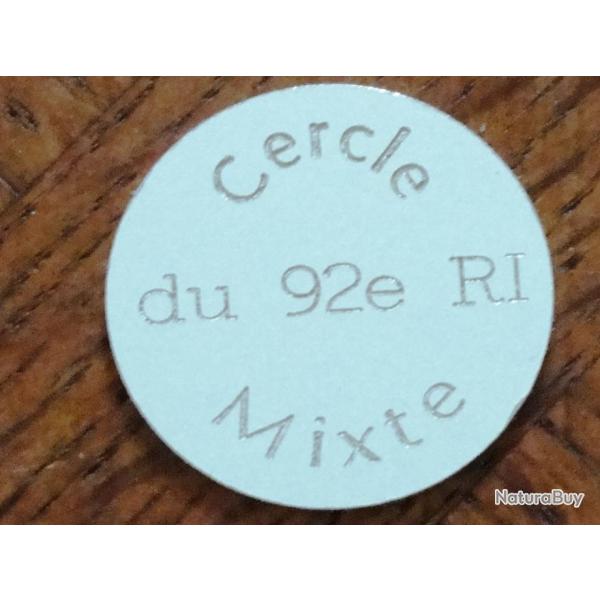 Cercle
du 92e RI
Mixte
NaturaBuy